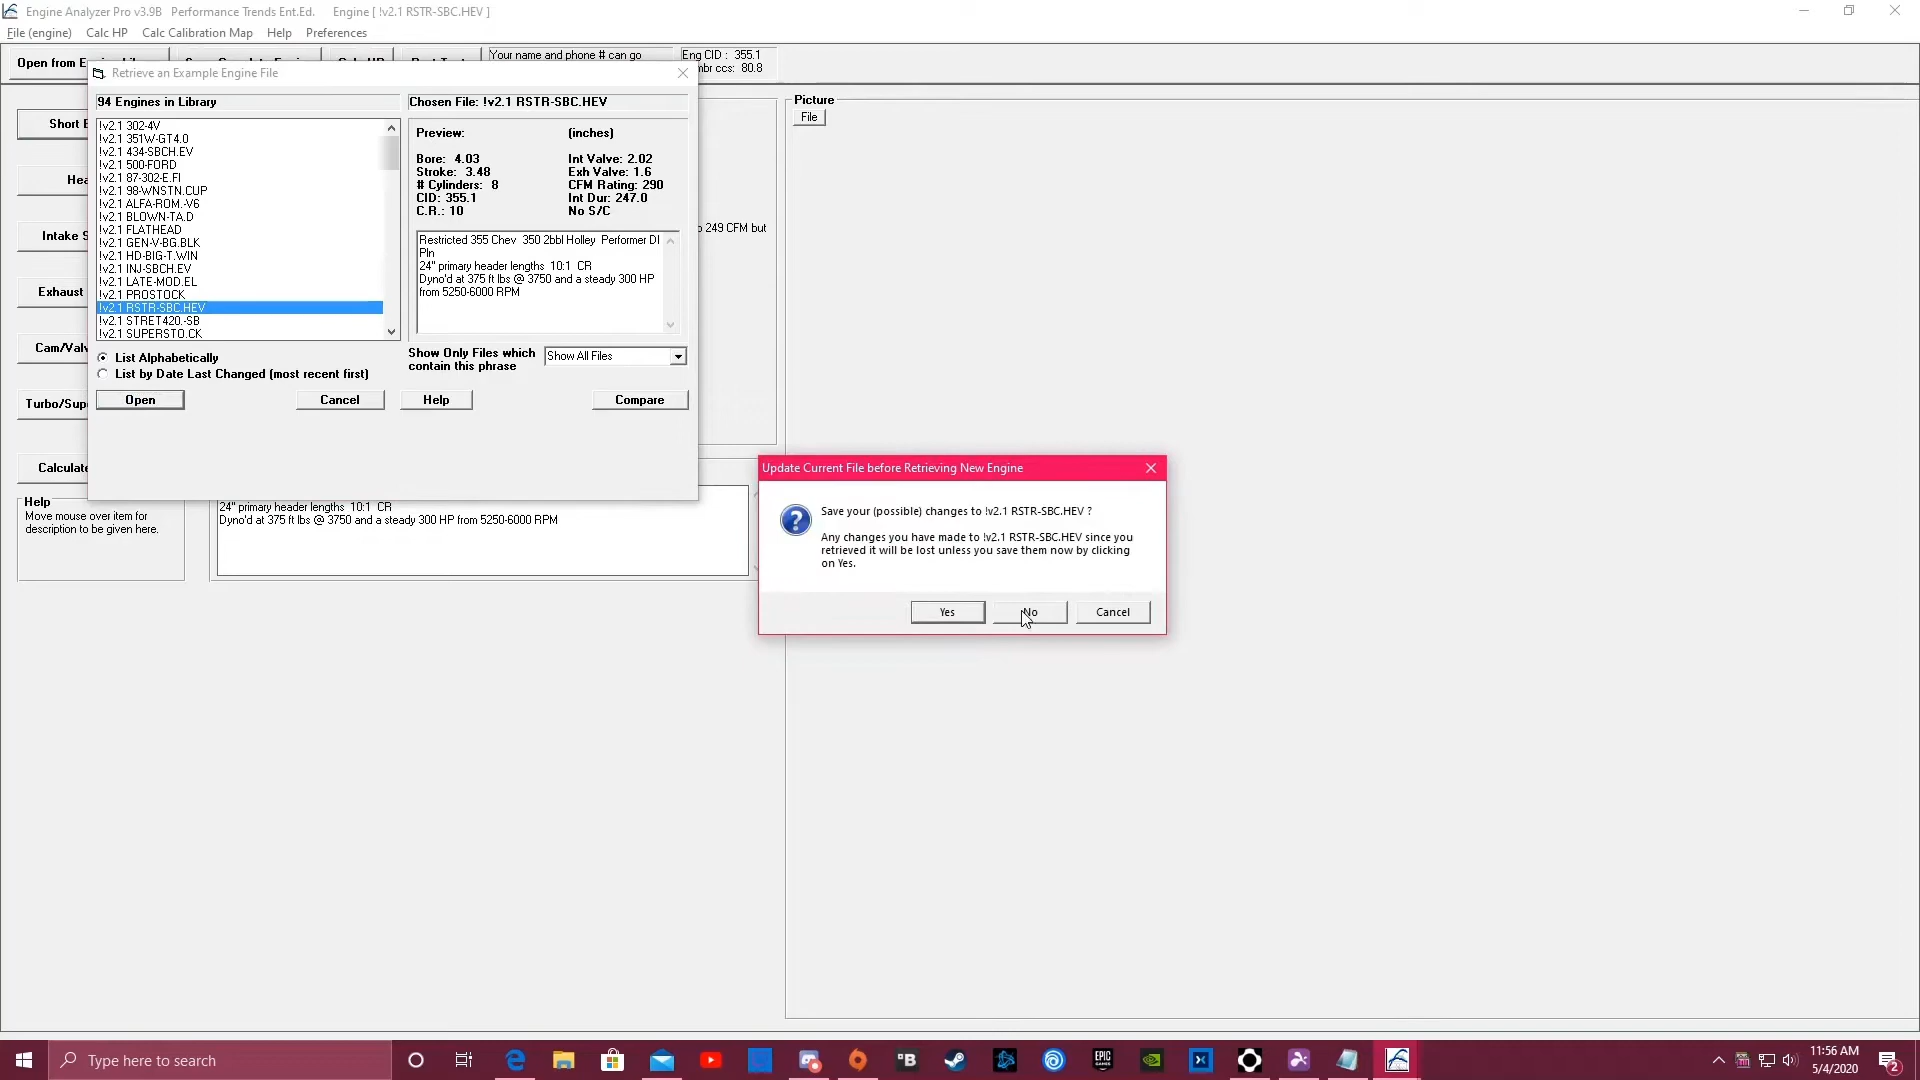 Engine Analyzer Pro v3.9B   Performance Trends Ent.Ed.     Engine [ !v2.1 RSTR-SBC.HEV ]
File (engine)   Calc HP   Calc Calibration Map   Help   Preferences
Open from
Your name and phone # can go
Eng CID :  355.1
ccs:  80.8
Retrieve an Example Engine File
94 Engines in Library
!v2.1 302-4V
!v2.1 351W-GT4.0
!v2.1 434-SBCH.EV
!v2.1 500-FORD
!v2.1 87-302-E.FI
!v2.1 98-WNSTN.CUP
!v2.1 ALFA-ROM.-V6
!v2.1 BLOWN-TA.D
!v2.1 FLATHEAD
!v2.1 GEN-V-BG.BLK
!v2.1 HD-BIG-T.WIN
!v2.1 INJ-SBCH.EV
!v2.1 LATE-MOD.EL
!v2.1 PROSTOCK
!v2.1 RSTR-SBC.HEV
!v2.1 STRET420.-SB
!v2.1 SUPERSTO.CK
List Alphabetically
List by Date Last Changed (most recent first)
Open
Cancel
Help
Compare
Chosen File: !v2.1 RSTR-SBC.HEV
Preview:
(inches)
Bore:  4.03
Int Valve: 2.02
Stroke:  3.48
Exh Valve: 1.6
# Cylinders:  8
CFM Rating: 290
CID: 355.1
Int Dur: 247.0
C.R.: 10
No S/C
Restricted 355 Chev  350 2bbl Holley  Performer Dl
Pln
24" primary header lengths  10:1  CR
Dyno'd at 375 ft lbs @ 3750 and a steady 300 HP
from 5250-6000 RPM
Show Only Files which
contain this phrase
Show All Files
Short
Intake
Exhaust
Turbo/
249 CFM but
Help
Move mouse over item for
description to be given here.
24" primary header lengths  10:1  CR
Dyno'd at 375 ft lbs @ 3750 and a steady 300 HP from 5250-6000 RPM
Picture
File
Update Current File before Retrieving New Engine
Save your (possible) changes to !v2.1 RSTR-SBC.HEV ?
Any changes you have made to !v2.1 RSTR-SBC.HEV since you
retrieved it will be lost unless you save them now by clicking
on Yes.
Yes
No
Cancel
Type here to search
EPIC
GAMES
11:56 AM
5/4/2020
2